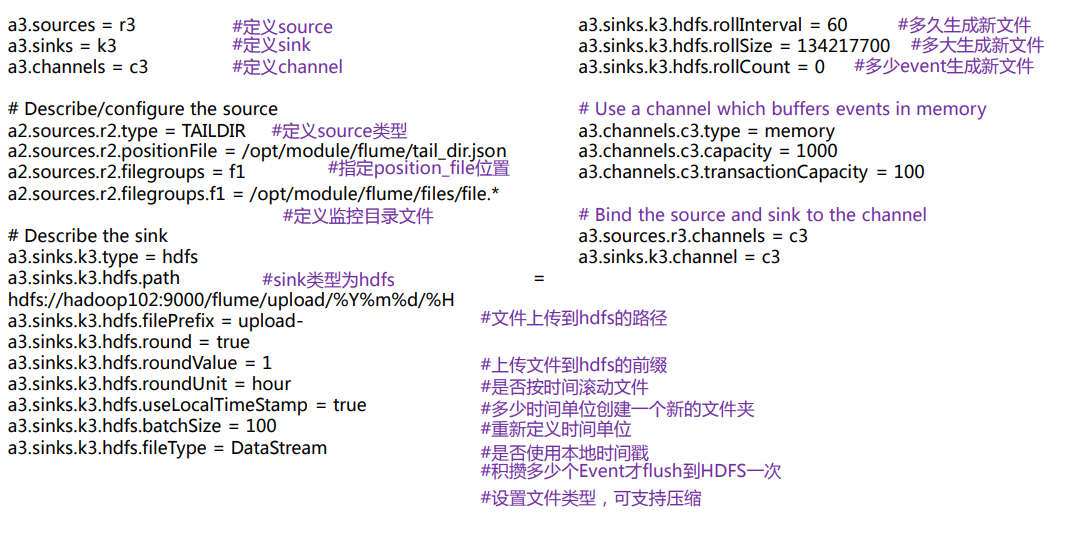 a3.sources = r3 #定义source
a3.sinks = k3 #定义sink
a3.channels = c3 #定义channel
# Describe/configure the source
a2.sources.r2.type = TAILDIR #定义source类型
a2.sources.r2.positionFile = /opt/module/flume/tail_dir.json
a2.sources.r2.filegroups = f1 #指定position_file位置
a2.sources.r2.filegroups.f1 = /opt/module/flume/files/file.*
#定义监控目录文件
# Describe the sink
a3.sinks.k3.type = hdfs
a3.sinks.k3.hdfs.path #sink类型为hdfs =
hdfs://hadoop102:9000/flume/upload/%Y%m%d/%H
a3.sinks.k3.hdfs.filePrefix = upload- #文件上传到hdfs的路径
a3.sinks.k3.hdfs.round = true
a3.sinks.k3.hdfs.roundValue = 1 #上传文件到hdfs的前缀
a3.sinks.k3.hdfs.roundUnit = hour #是否按时间滚动文件
a3.sinks.k3.hdfs.useLocalTimeStamp = true #多少时间单位创建一个新的文件夹
a3.sinks.k3.hdfs.batchSize = 100 #重新定义时间单位
a3.sinks.k3.hdfs.fileType = DataStream #是否使用本地时间戳
#积攒多少个Event才flush到HDFS一次
#设置文件类型，可支持压缩
a3.sinks.k3.hdfs.rollInterval = 60 #多久生成新文件
a3.sinks.k3.hdfs.rollSize = 134217700 #多大生成新文件
a3.sinks.k3.hdfs.rollCount = 0 #多少event生成新文件
# Use a channel which buffers events in memory
a3.channels.c3.type = memory
a3.channels.c3.capacity = 1000
a3.channels.c3.transactionCapacity = 100
# Bind the source and sink to the channel
a3.sources.r3.channels = c3
a3.sinks.k3.channel = c3